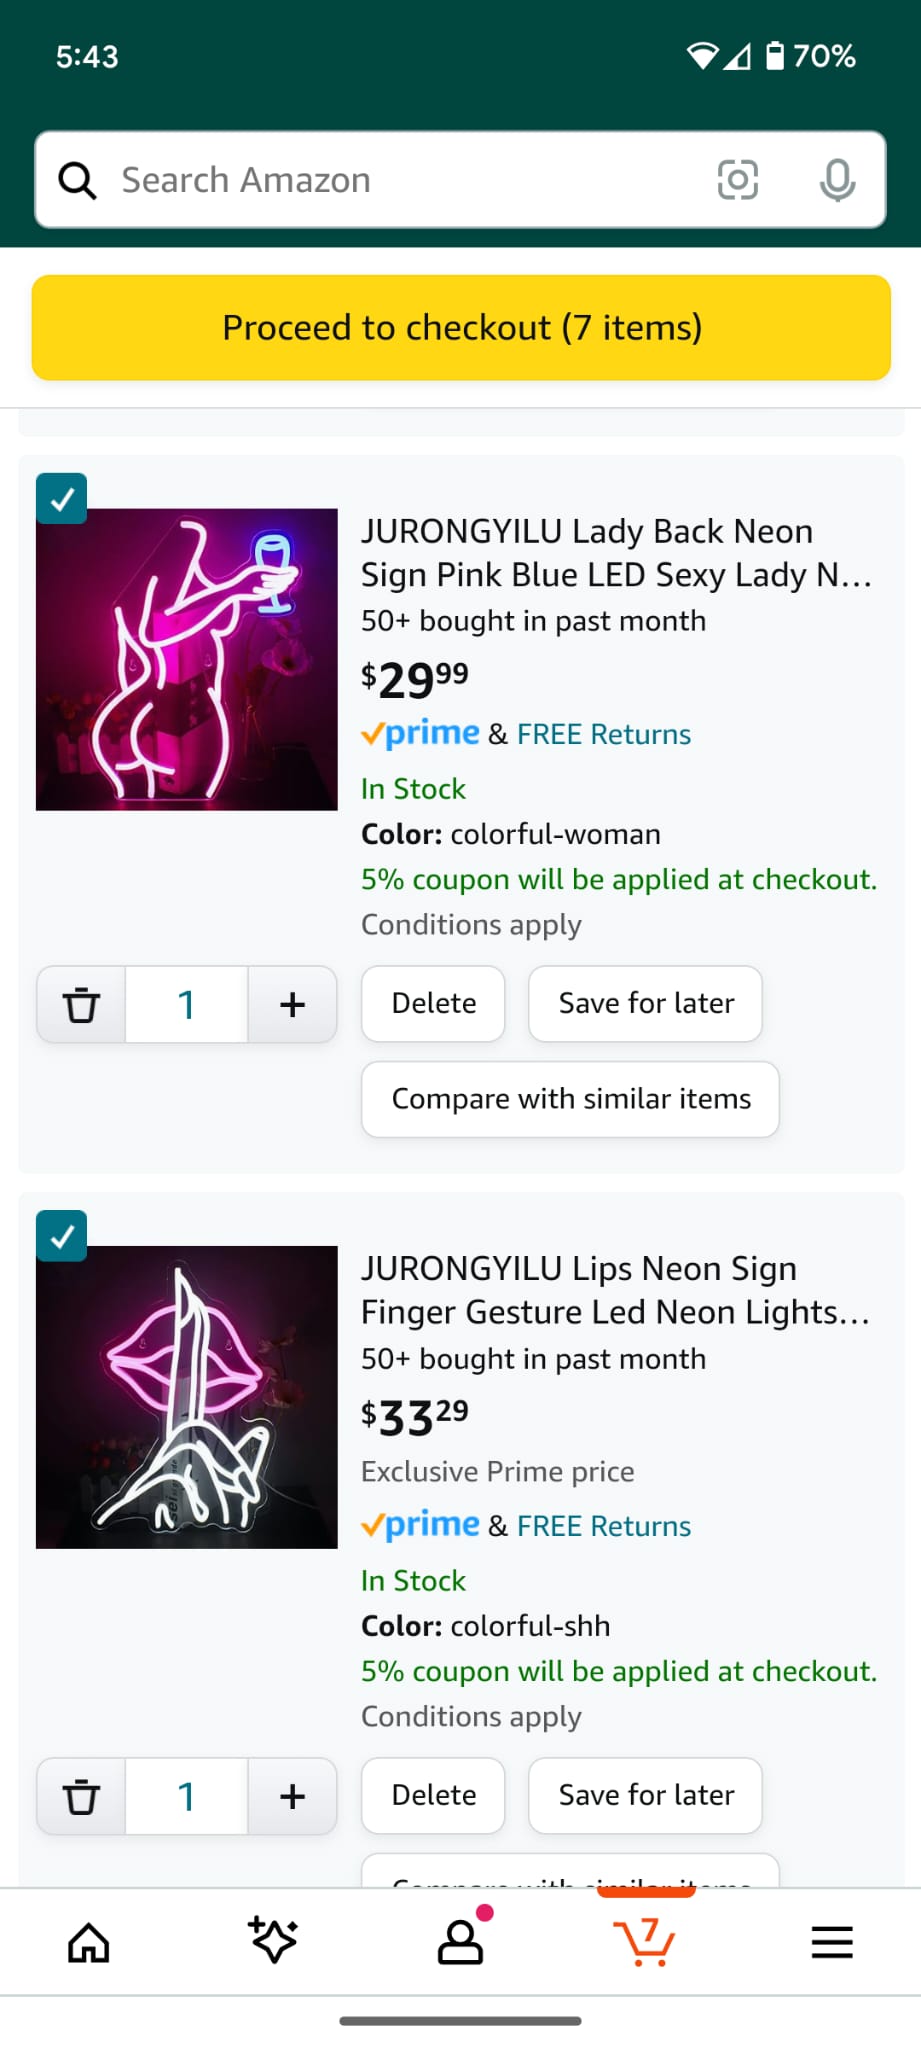 5:43
70%
Search Amazon
Proceed to checkout (7 items)
JURONGYILU Lady Back Neon
Sign Pink Blue LED Sexy Lady N...
50+ bought in past month
$29.99
prime & FREE Returns
In Stock
Color: colorful-woman
5% coupon will be applied at checkout.
Conditions apply
1
+
Delete
Save for later
Compare with similar items
JURONGYILU Lips Neon Sign
Finger Gesture Led Neon Lights...
50+ bought in past month
$33.29
Exclusive Prime price
prime & FREE Returns
In Stock
Color: colorful-shh
5% coupon will be applied at checkout.
Conditions apply
1
+
Delete
Save for later
Compare with similar items
7